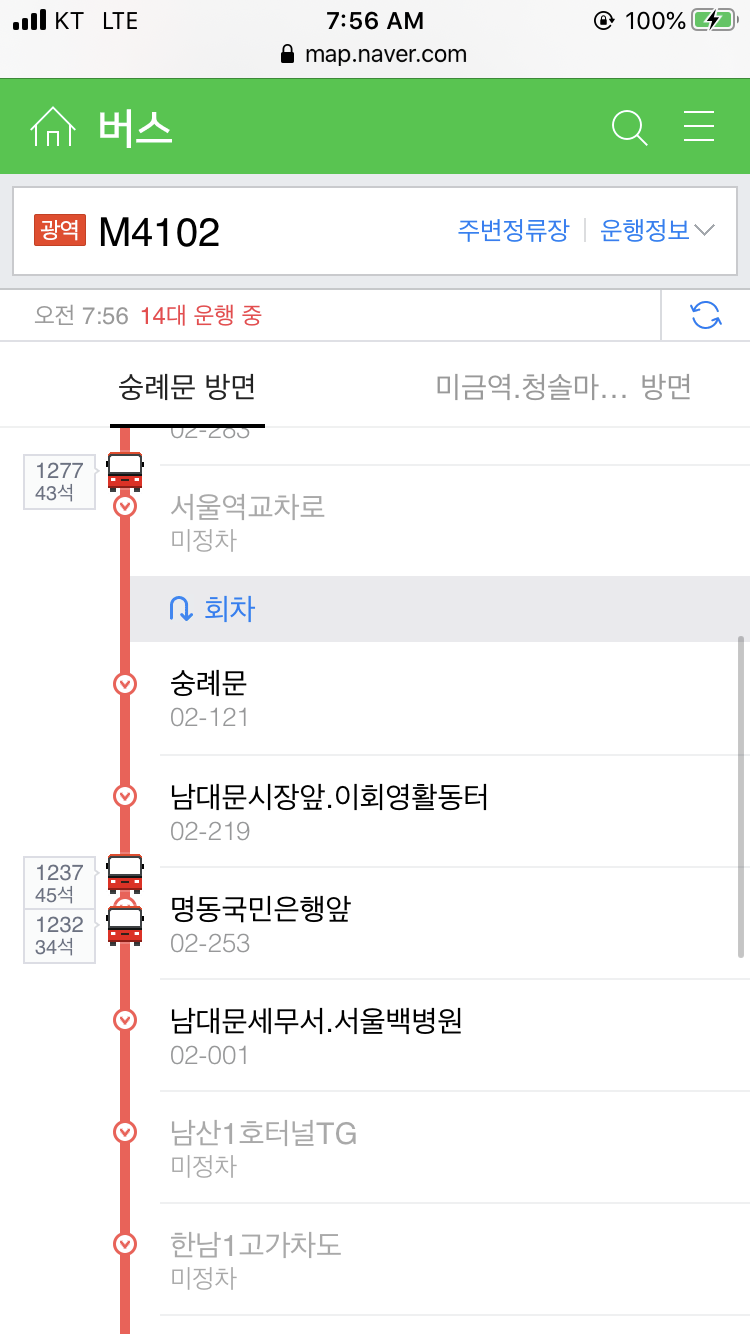 KT LTE 7:56 AM 100%
map.naver.com
버스
광역 M4102 주변정류장 운행정보
오전 7:56 14대 운행 중
숭례문 방면 미금역.청솔마... 방면
02-283
1277
43석
서울역교차로
미정차
회차
숭례문
02-121
남대문시장앞.이회영활동터
02-219
1237
45석
1232
34석
명동국민은행앞
02-253
남대문세무서.서울백병원
02-001
남산1호터널TG
미정차
한남1고가차도
미정차